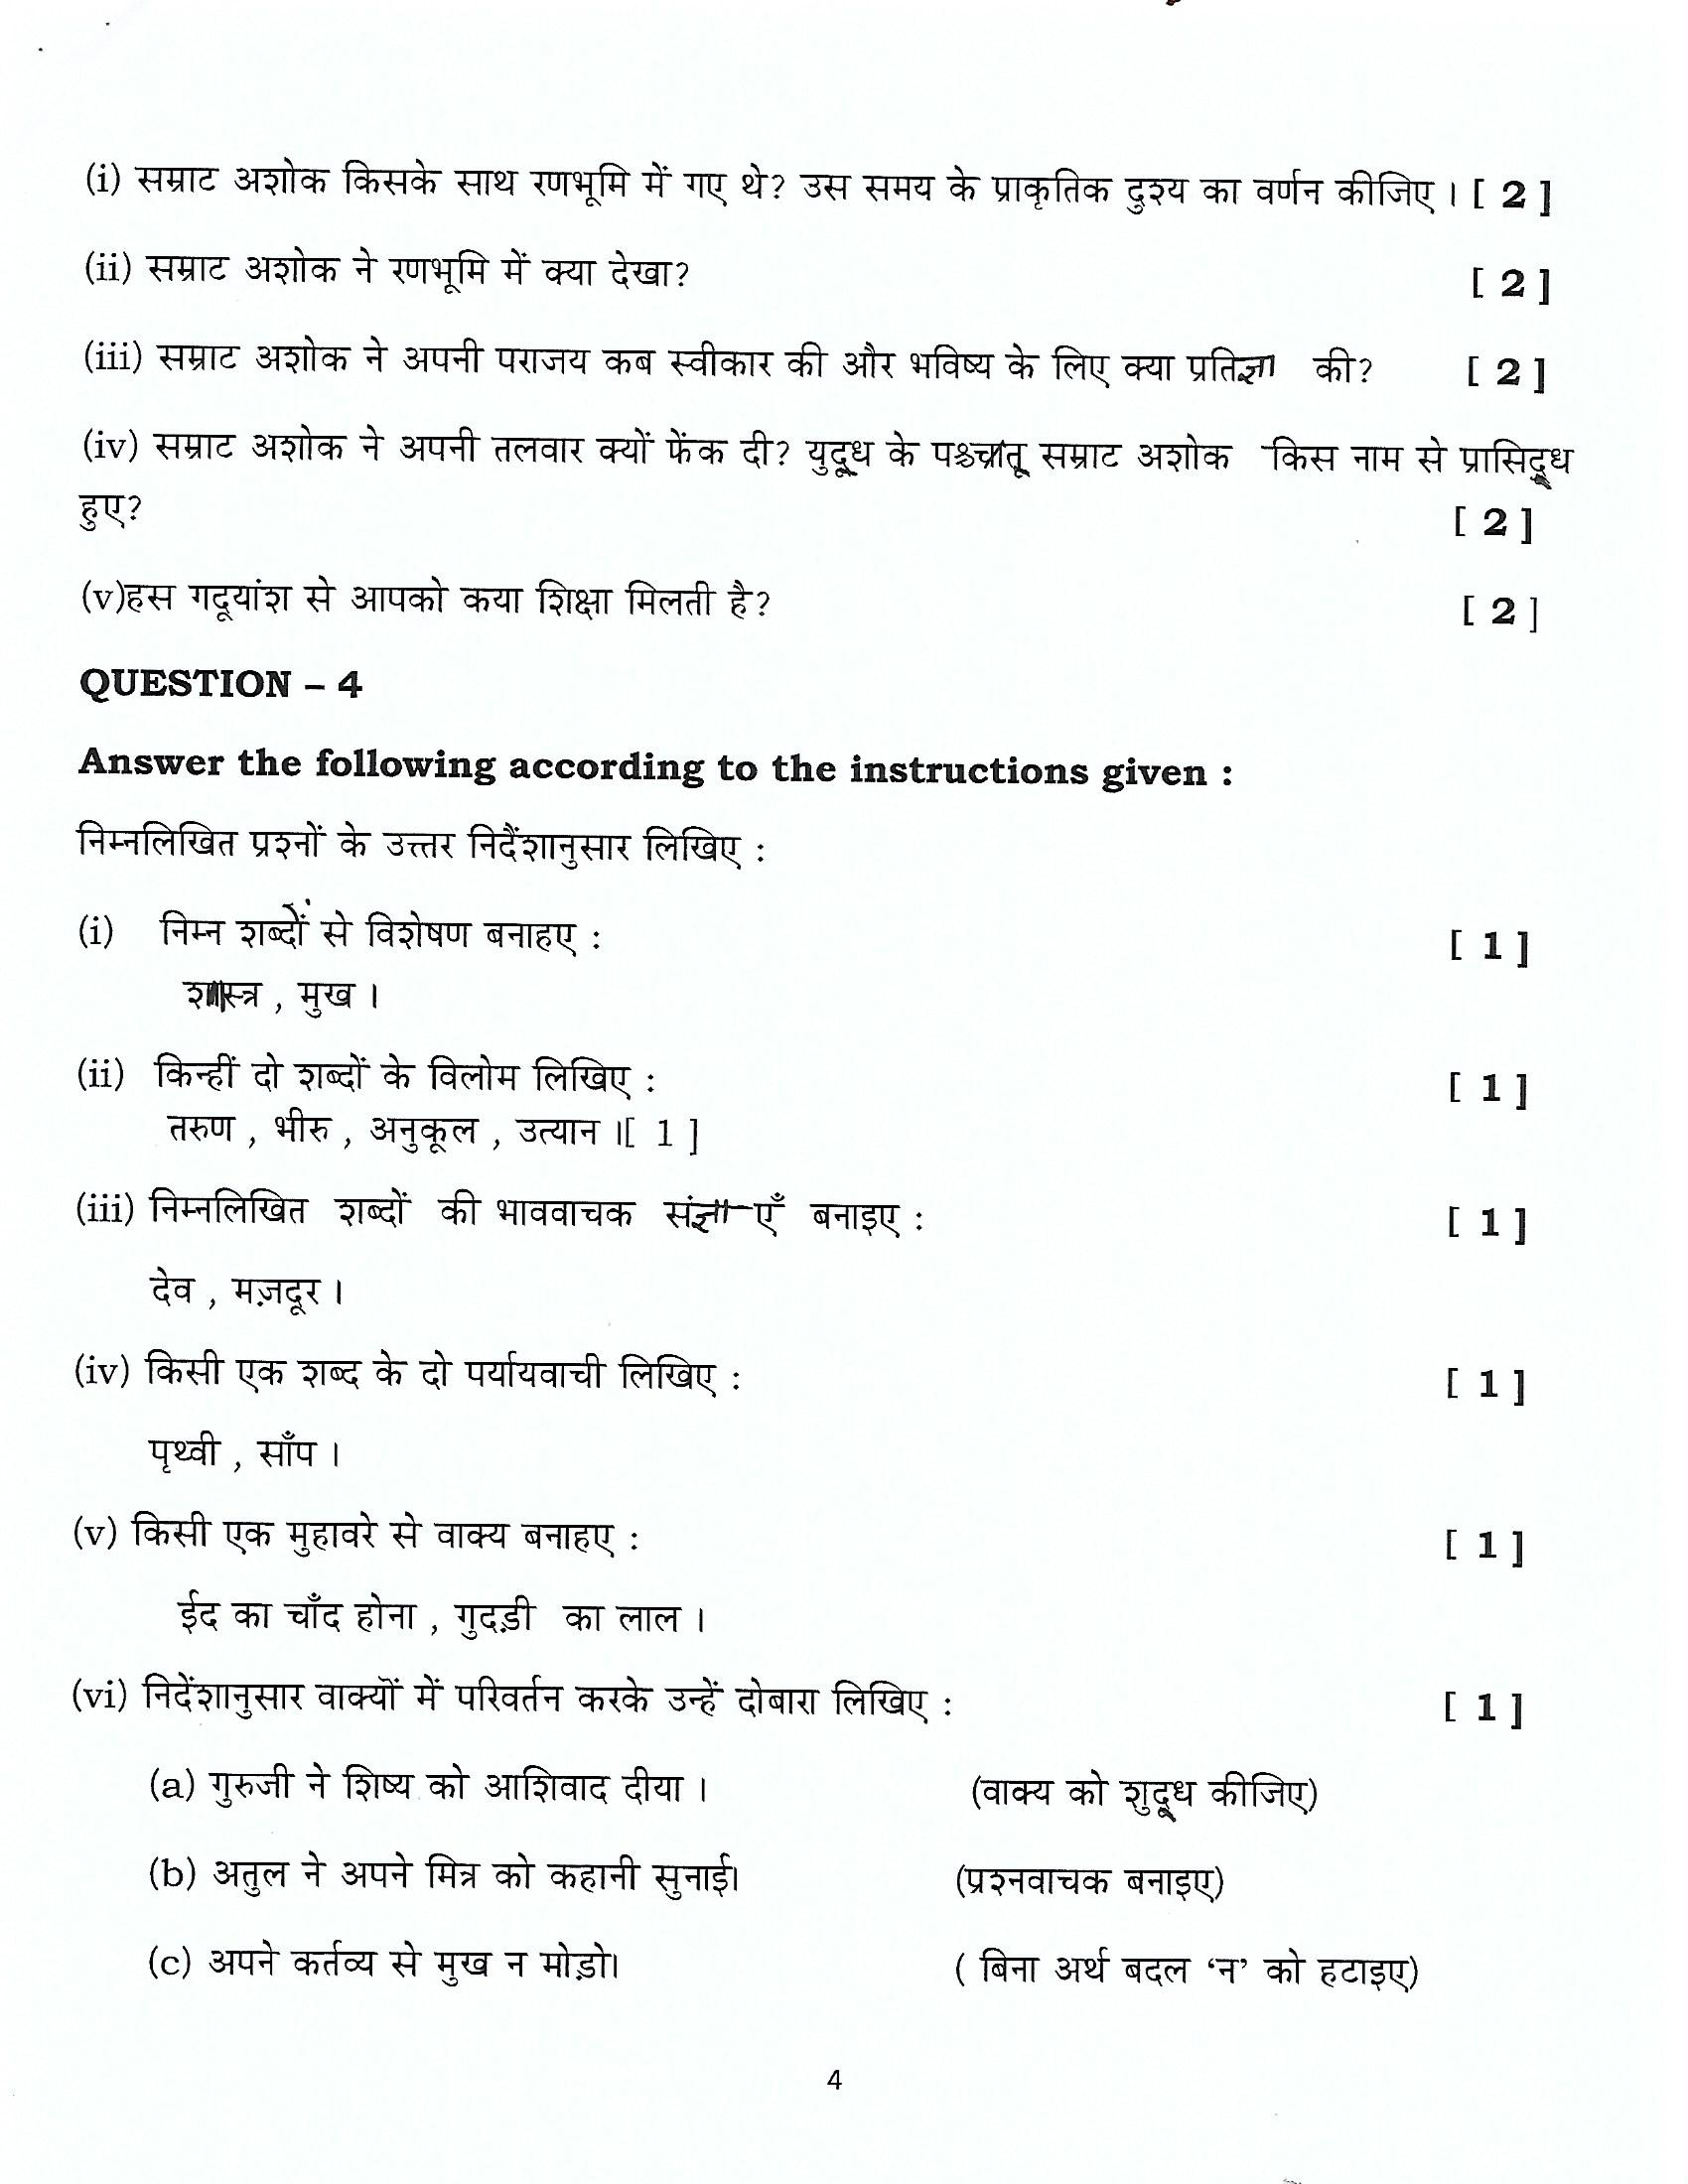 (i) सम्राट अशोक किसके साथ रणभूमि में गए थे? उस समय के प्राकृतिक दुश्य का वर्णन कीजिए । [ 2 ]
(ii) सम्राट अशोक ने रणभूमि में क्या देखा? [ 2 ]
(iii) सम्राट अशोक ने अपनी पराजय कब स्वीकार की और भविष्य के लिए क्या प्रतिज्ञा की? [ 2 ]
(iv) सम्राट अशोक ने अपनी तलवार क्यों फेंक दी? युद्ध के पश्चात् सम्राट अशोक किस नाम से प्रासिद्ध
हुए? [ 2 ]
(v)हस गद्यांश से आपको कया शिक्षा मिलती है? [ 2 ]
QUESTION – 4
Answer the following according to the instructions given :
निम्नलिखित प्रश्नों के उत्तर निर्देंशानुसार लिखिए :
(i) निम्न शब्दों से विशेषण बनाहए : [ 1 ]
शास्त्र , मुख ।
(ii) किन्हीं दो शब्दों के विलोम लिखिए : [ 1 ]
तरुण , भीरु , अनुकूल , उत्यान ।[ 1 ]
(iii) निम्नलिखित शब्दों की भाववाचक संज्ञाएँ बनाइए : [ 1 ]
देव , मज़दूर ।
(iv) किसी एक शब्द के दो पर्यायवाची लिखिए : [ 1 ]
पृथ्वी , साँप ।
(v) किसी एक मुहावरे से वाक्य बनाहए : [ 1 ]
ईद का चाँद होना , गुदड़ी का लाल ।
(vi) निर्देंशानुसार वाक्यों में परिवर्तन करके उन्हें दोबारा लिखिए : [ 1 ]
(a) गुरुजी ने शिष्य को आशिवाद दीया । (वाक्य को शुद्ध कीजिए)
(b) अतुल ने अपने मित्र को कहानी सुनाई। (प्रश्नवाचक बनाइए)
(c) अपने कर्तव्य से मुख न मोड़ो। ( बिना अर्थ बदल ‘न’ को हटाइए)
4